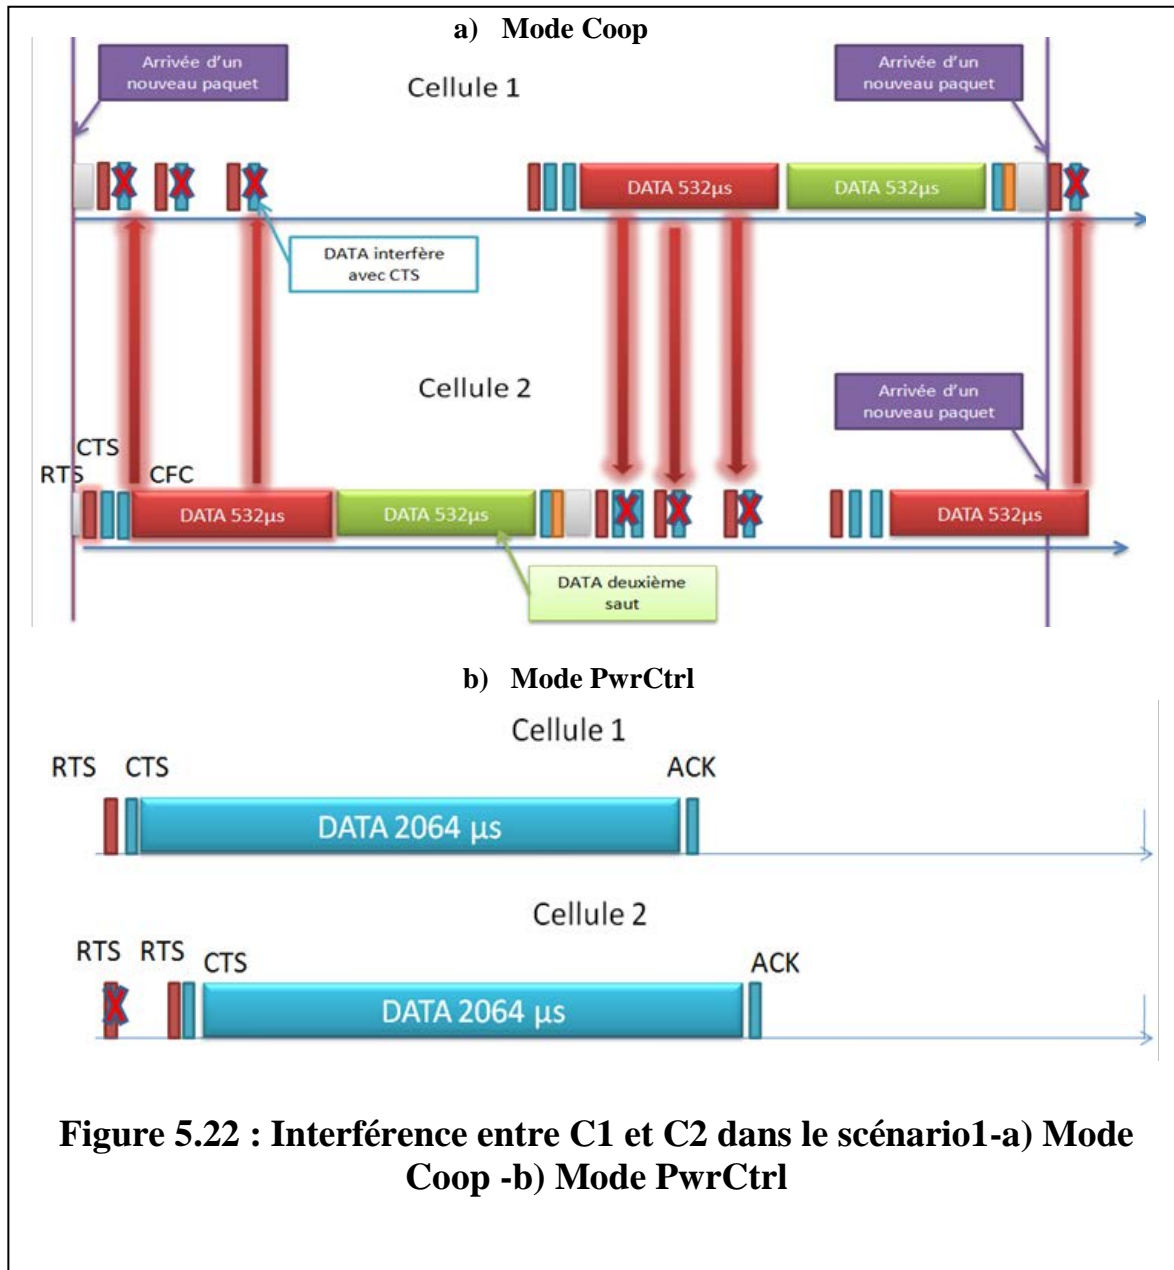 a) Mode Coop
Arrivée d'un
nouveau paquet
Cellule 1
Arrivée d'un
nouveau paquet
DATA 532µs
DATA 532µs
DATA interfère
avec CTS
Cellule 2
Arrivée d'un
nouveau paquet
CTS
RTS
CFC
DATA 532µs
DATA 532µs
DATA 532µs
DATA deuxième
saut
b) Mode PwrCtrl
Cellule 1
RTS CTS ACK
DATA 2064 µs
Cellule 2
RTS RTS CTS ACK
DATA 2064 µs
Figure 5.22 : Interférence entre C1 et C2 dans le scénario1-a) Mode
Coop -b) Mode PwrCtrl